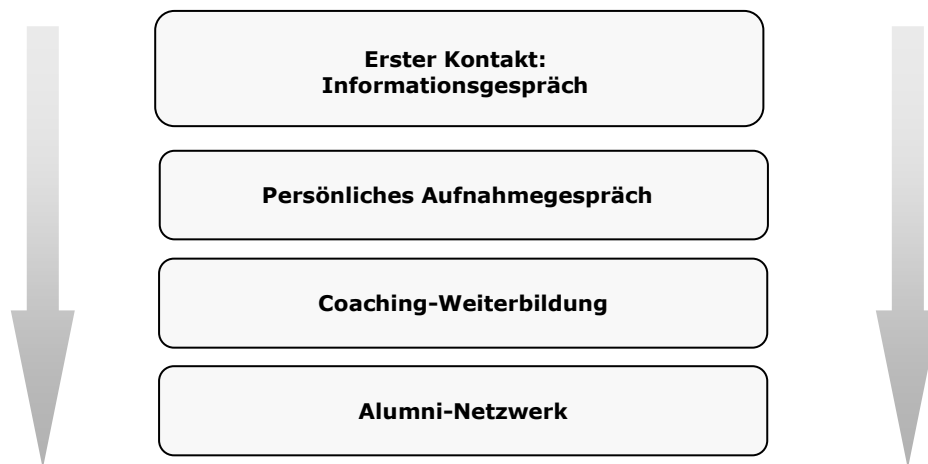 Erster Kontakt:
Informationsgespräch
Persönliches Aufnahmegespräch
Coaching-Weiterbildung
Alumni-Netzwerk